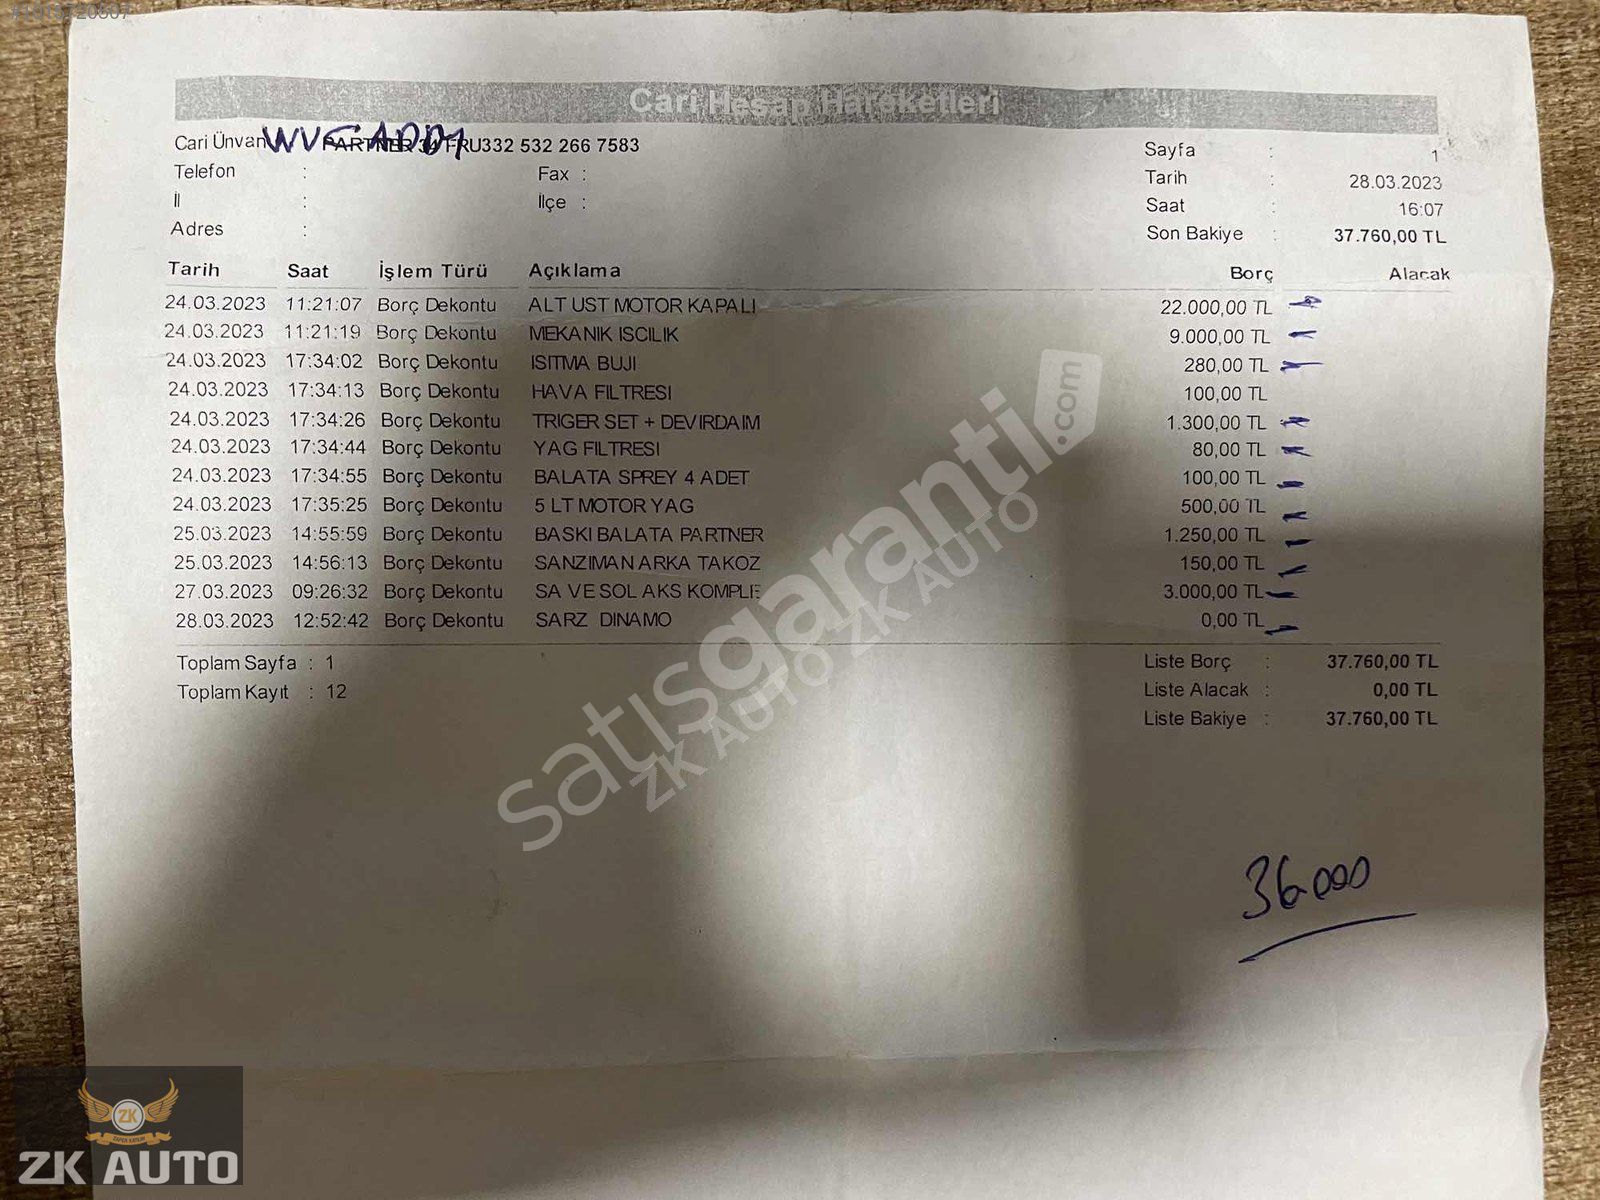 Cari Hesap Hareketleri
Cari Ünvan WV CADDY PARTNER 34 FRU332 532 266 7583
Telefon :
Fax :
İl :
İlçe :
Adres :
Sayfa : 1
Tarih : 28.03.2023
Saat : 16:07
Son Bakiye : 37.760,00 TL
Tarih Saat İşlem Türü Açıklama Borç Alacak
24.03.2023 11:21:07 Borç Dekontu ALT UST MOTOR KAPALI 22.000,00 TL
24.03.2023 11:21:19 Borç Dekontu MEKANIK ISCILIK 9.000,00 TL
24.03.2023 17:34:02 Borç Dekontu ISITMA BUJI 280,00 TL
24.03.2023 17:34:13 Borç Dekontu HAVA FILTRESI 100,00 TL
24.03.2023 17:34:26 Borç Dekontu TRIGER SET + DEVIRDAIM 1.300,00 TL
24.03.2023 17:34:44 Borç Dekontu YAG FILTRESI 80,00 TL
24.03.2023 17:34:55 Borç Dekontu BALATA SPREY 4 ADET 100,00 TL
24.03.2023 17:35:25 Borç Dekontu 5 LT MOTOR YAG 500,00 TL
25.03.2023 14:55:59 Borç Dekontu BASKI BALATA PARTNER 1.250,00 TL
25.03.2023 14:56:13 Borç Dekontu SANZIMAN ARKA TAKOZ 150,00 TL
27.03.2023 09:26:32 Borç Dekontu SA VE SOL AKS KOMPLE 3.000,00 TL
28.03.2023 12:52:42 Borç Dekontu SARZ DINAMO 0,00 TL
Toplam Sayfa : 1
Toplam Kayıt : 12
Liste Borç : 37.760,00 TL
Liste Alacak : 0,00 TL
Liste Bakiye : 37.760,00 TL
36000
satısgaranti.com
ZK AUTO ZK AUTO
ZK
ZK AUTO